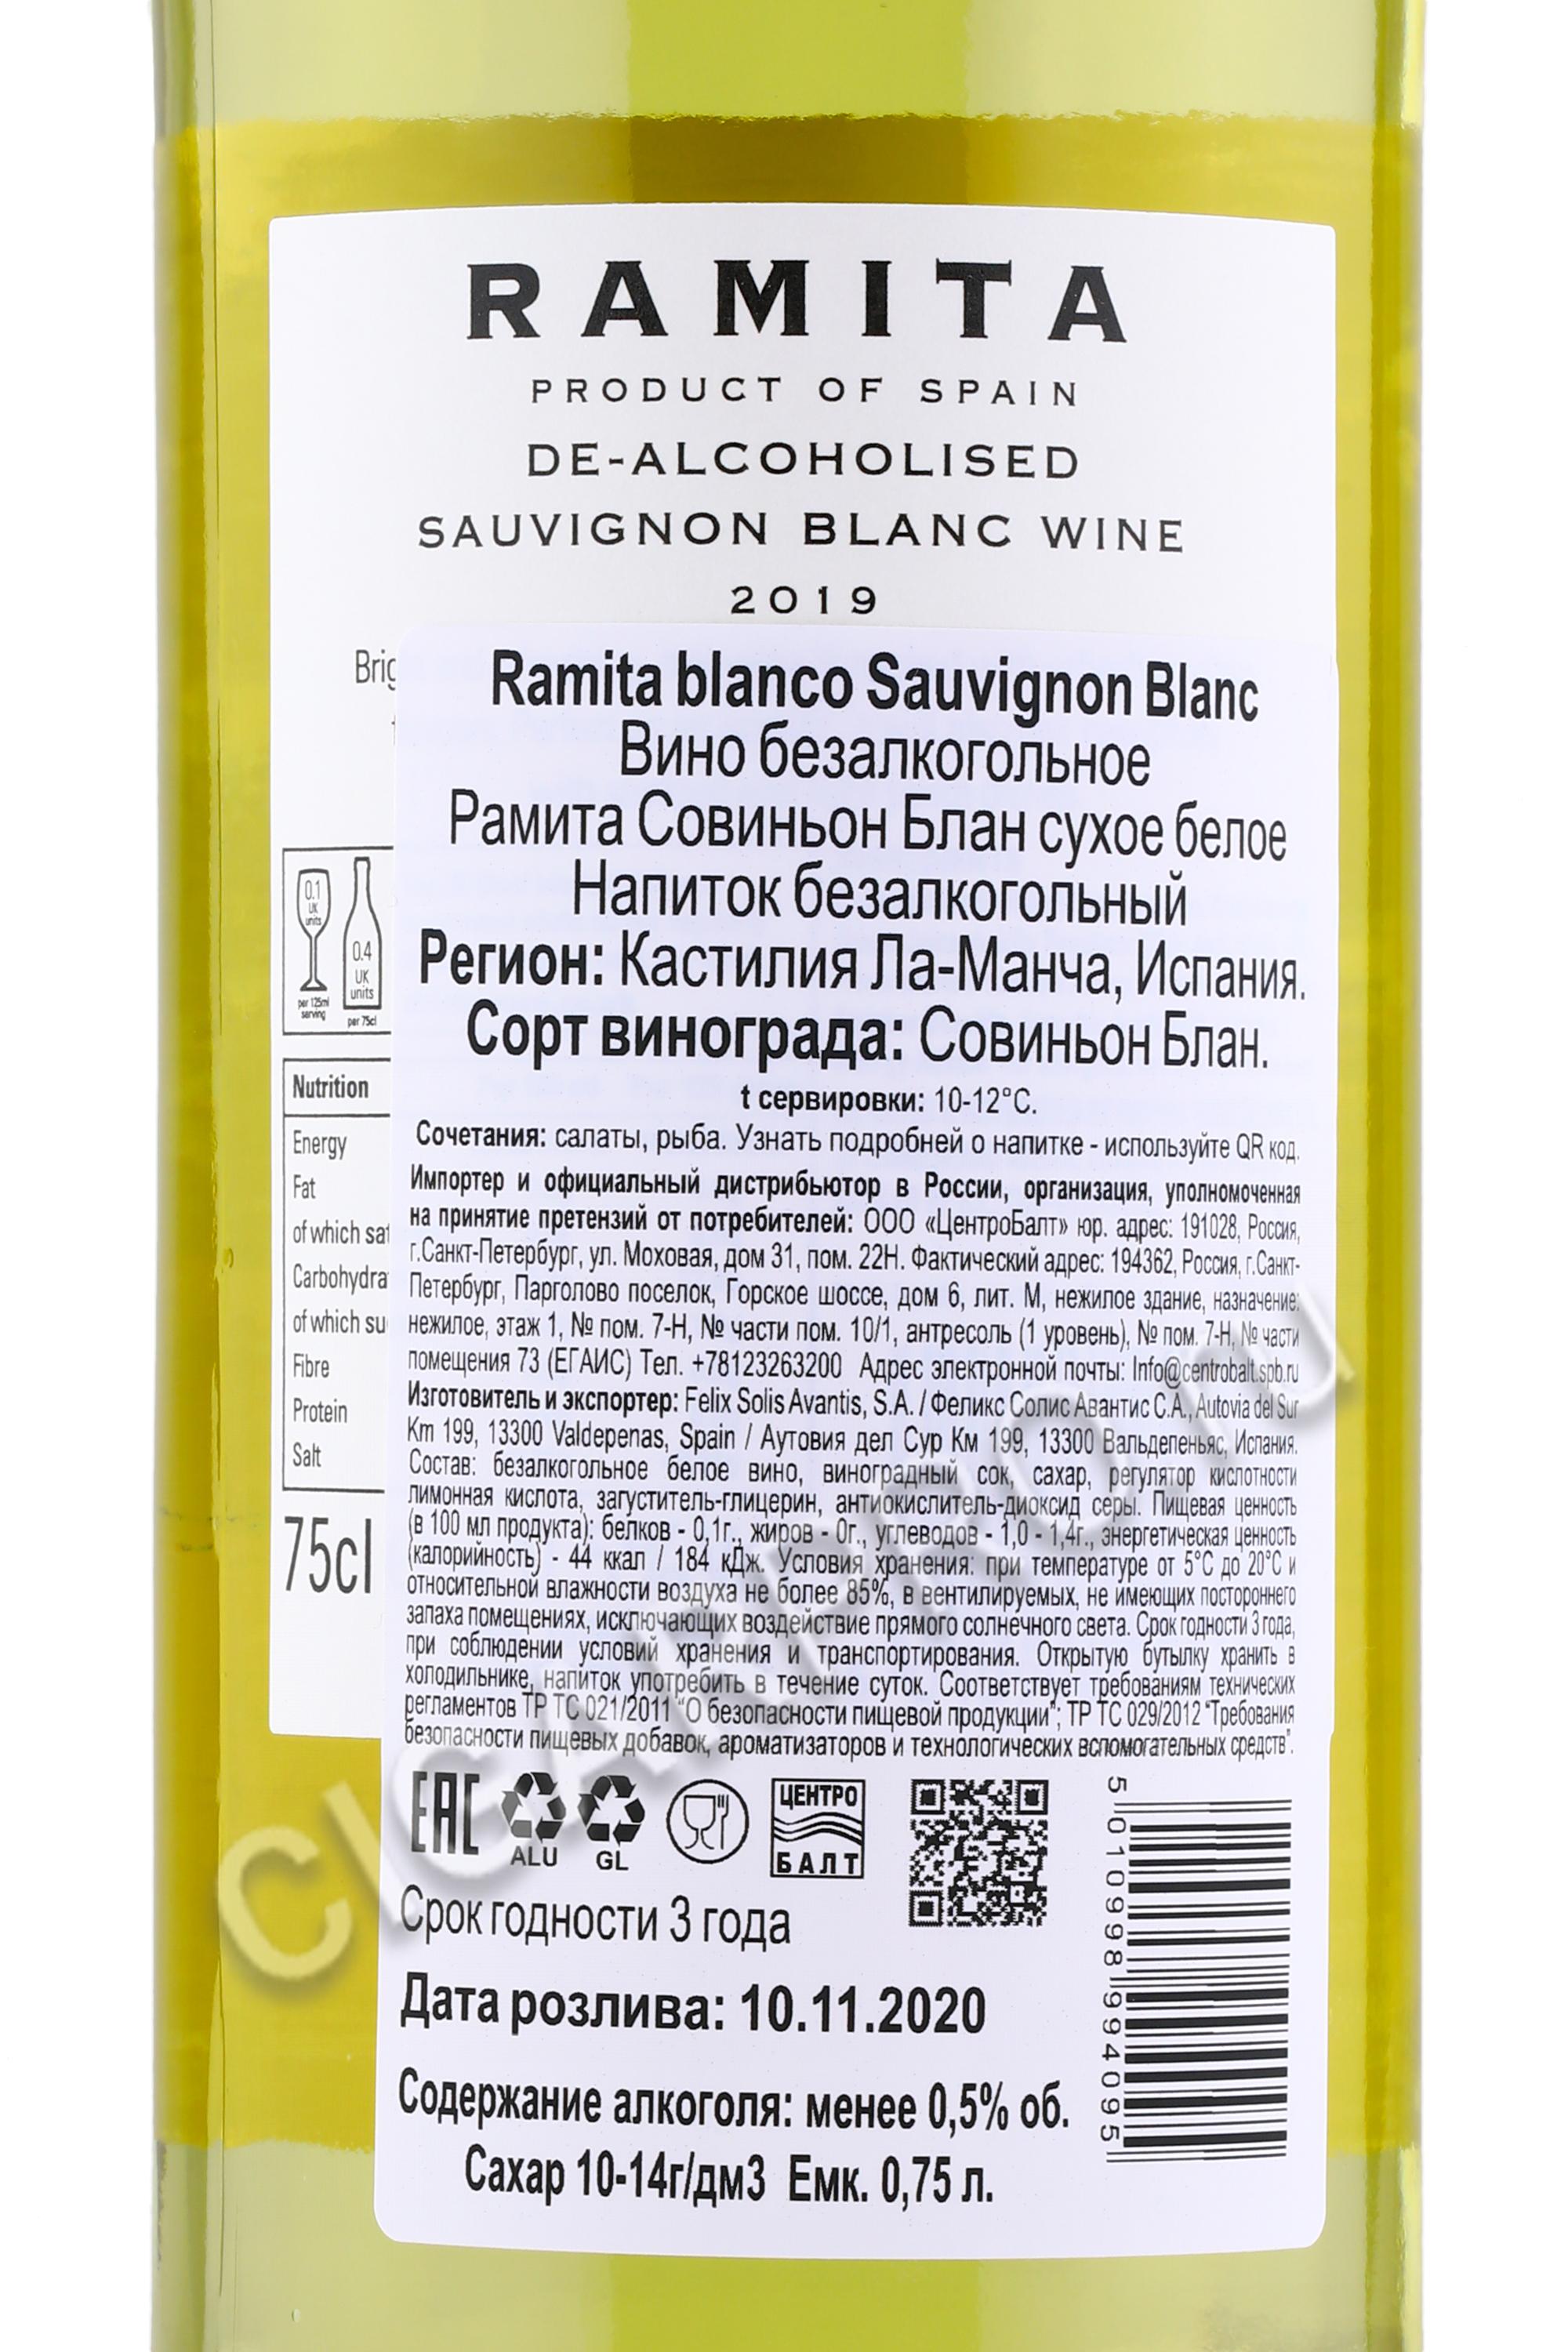 RAMITA
PRODUCT OF SPAIN
DE-ALCOHOLISED
SAUVIGNON BLANC WINE
2019
Brig
Ramita blanco Sauvignon Blanc
Вино безалкогольное
Рамита Совиньон Блан сухое белое
Напиток безалкогольный
Регион: Кастилия Ла-Манча, Испания.
Сорт винограда: Совиньон Блан.
t сервировки: 10-12°C.
Сочетания: салаты, рыба. Узнать подробней о напитке - используйте QR код.
Импортер и официальный дистрибьютор в России, организация, уполномоченная
на принятие претензий от потребителей: ООО «ЦентроБалт» юр. адрес: 191028, Россия,
г.Санкт-Петербург, ул. Моховая, дом 31, пом. 22Н. Фактический адрес: 194362, Россия, г.Санкт-
Петербург, Парголово поселок, Горское шоссе, дом 6, лит. М, нежилое здание, назначение:
нежилое, этаж 1, № пом. 7-Н, № части пом. 10/1, антресоль (1 уровень), № пом. 7-Н, № части
помещения 73 (ЕГАИС) Тел. +78123263200 Адрес электронной почты: Info@centrobalt.spb.ru
Изготовитель и экспортер: Felix Solis Avantis, S.A. / Феликс Солис Авантис С.А., Autovia del Sur
Km 199, 13300 Valdepenas, Spain / Аутовия дел Сур Км 199, 13300 Вальдепеньяс, Испания.
Состав: безалкогольное белое вино, виноградный сок, сахар, регулятор кислотности
лимонная кислота, загуститель-глицерин, антиокислитель-диоксид серы. Пищевая ценность
(в 100 мл продукта): белков - 0,1г., жиров - 0г., углеводов - 1,0 - 1,4г., энергетическая ценность
(калорийность) - 44 ккал / 184 кДж. Условия хранения: при температуре от 5°С до 20°С и
относительной влажности воздуха не более 85%, в вентилируемых, не имеющих постороннего
запаха помещениях, исключающих воздействие прямого солнечного света. Срок годности 3 года,
при соблюдении условий хранения и транспортирования. Открытую бутылку хранить в
холодильнике, напиток употребить в течение суток. Соответствует требованиям технических
регламентов ТР ТС 021/2011 "О безопасности пищевой продукции"; ТР ТС 029/2012 "Требования
безопасности пищевых добавок, ароматизаторов и технологических вспомогательных средств".
EAC
ALU
GL
ЦЕНТРО
БАЛТ
Срок годности 3 года
Дата розлива: 10.11.2020
Содержание алкоголя: менее 0,5% об.
Сахар 10-14г/дм3 Емк. 0,75 л.
5 010998 994095
0.1
UK
units
per 125ml
serving
0.4
UK
units
per 75cl
Nutrition
Energy
Fat
of which sat
Carbohydra
of which su
Fibre
Protein
Salt
75cl
CIGARPRO.ru